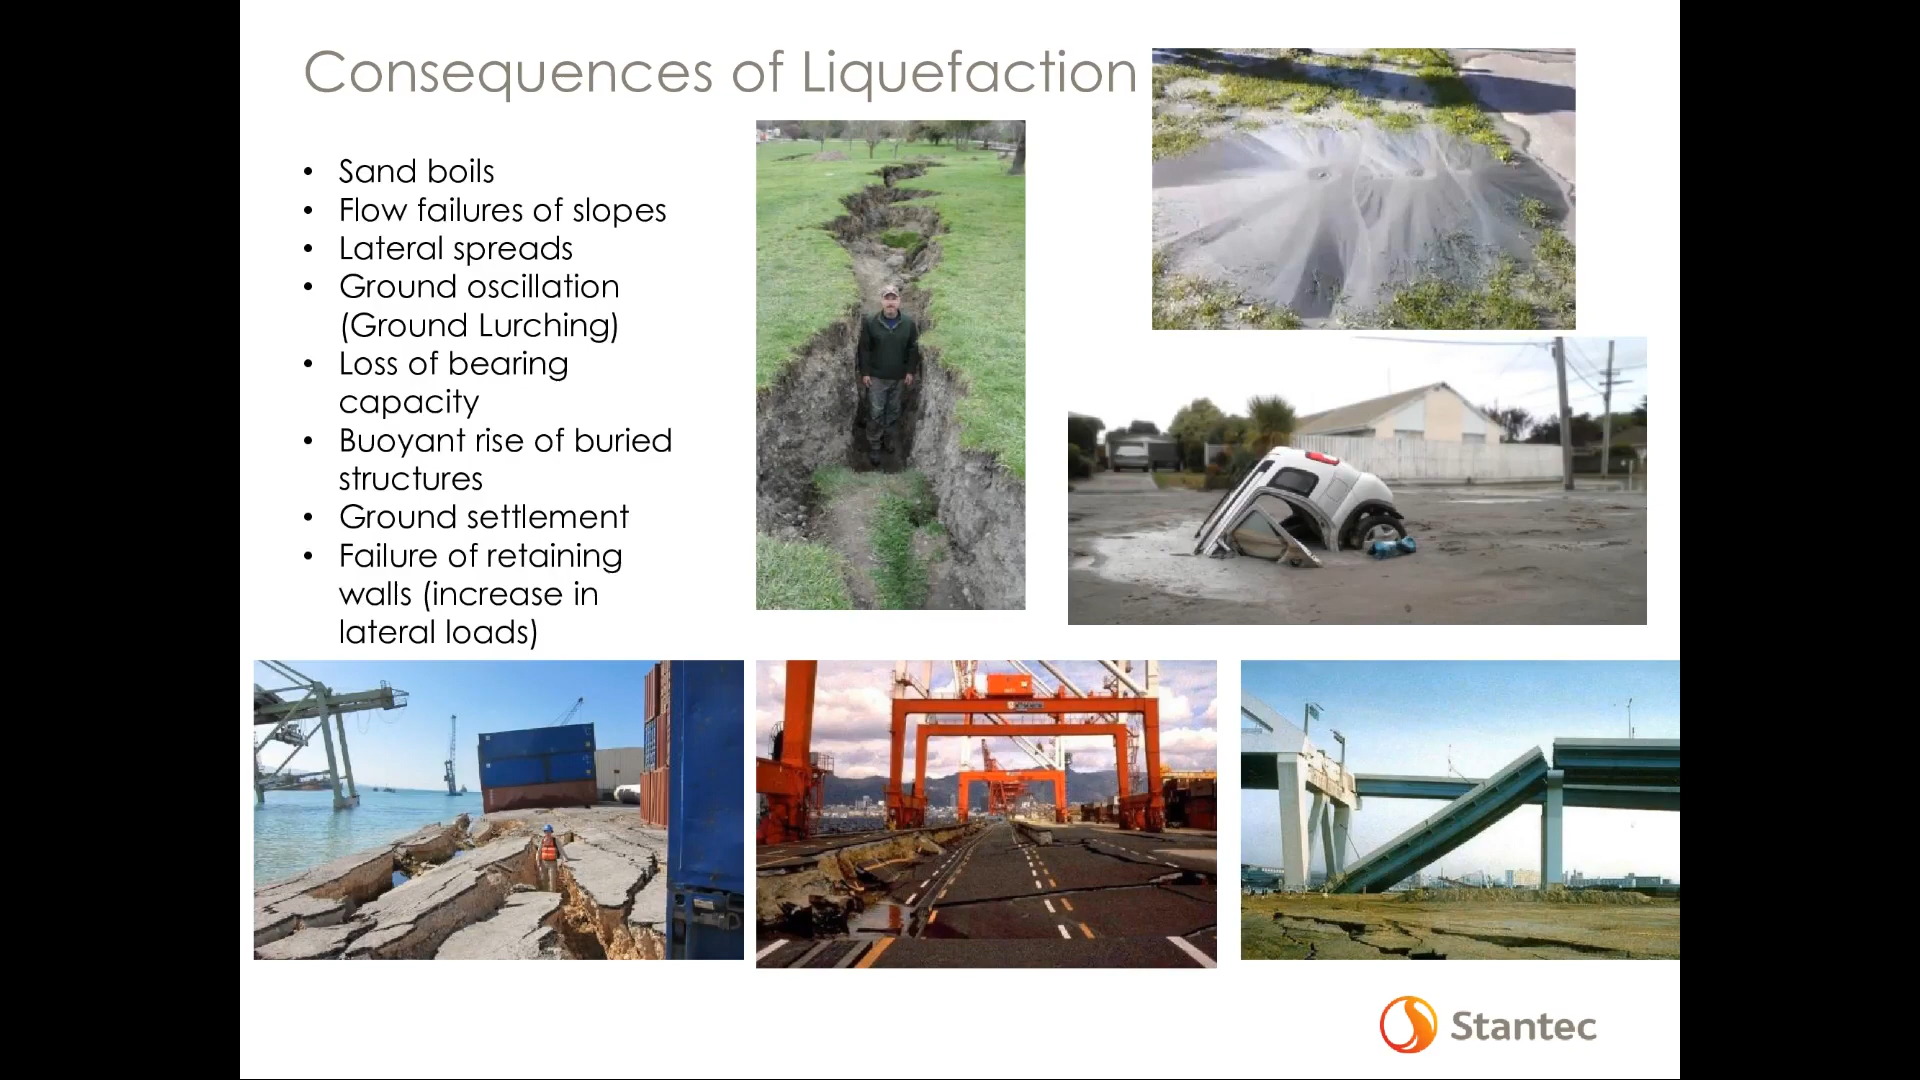 Consequences of Liquefaction
• Sand boils
• Flow failures of slopes
• Lateral spreads
• Ground oscillation
(Ground Lurching)
• Loss of bearing
capacity
• Buoyant rise of buried
structures
• Ground settlement
• Failure of retaining
walls (increase in
lateral loads)
Stantec